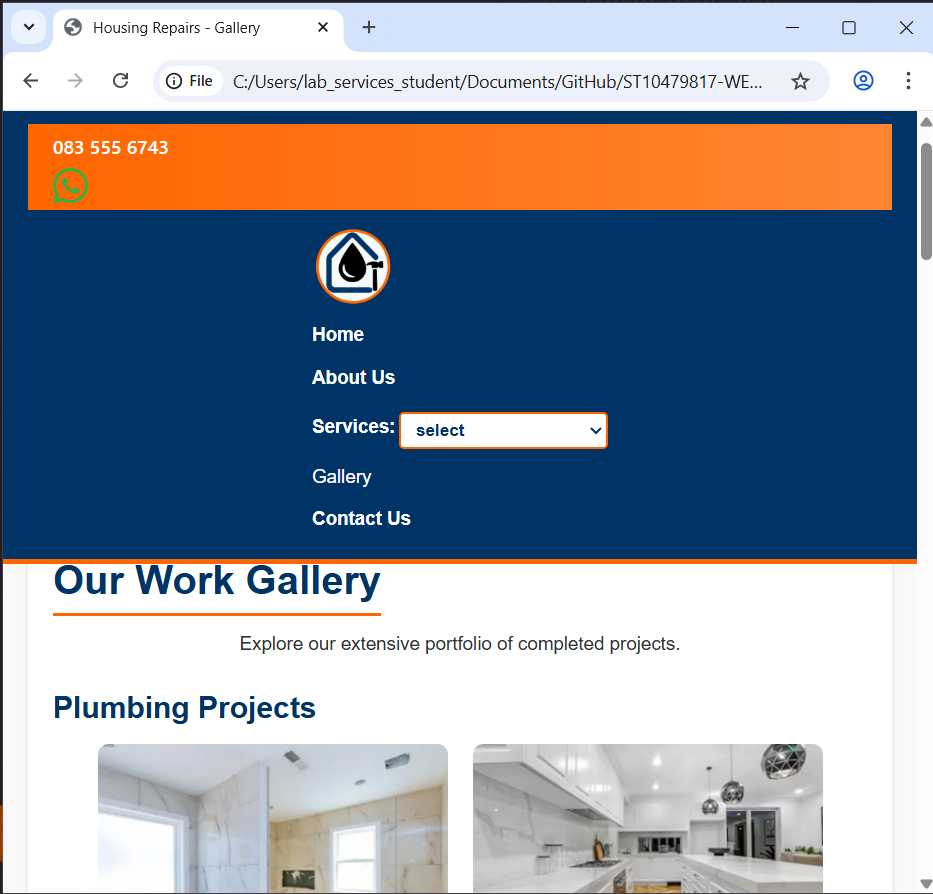 Housing Repairs - Gallery
File C:/Users/lab_services_student/Documents/GitHub/ST10479817-WE...
083 555 6743
Home
About Us
Services: select
Gallery
Contact Us
Our Work Gallery
Explore our extensive portfolio of completed projects.
Plumbing Projects